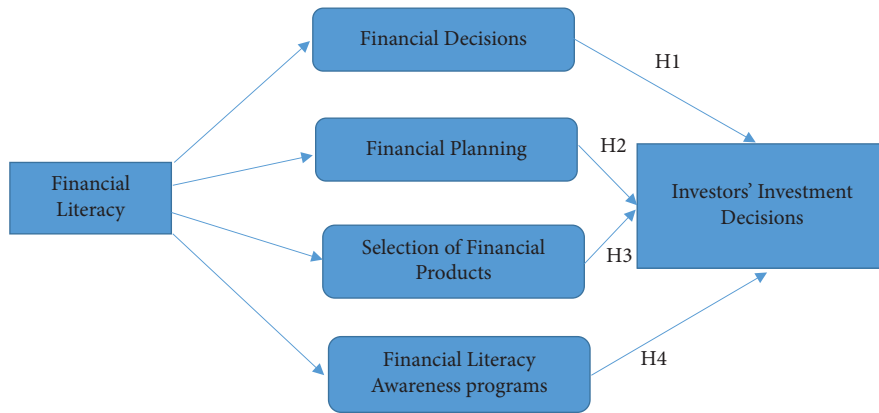 Financial Decisions
H1
Financial Planning
H2
Financial
Literacy
Investors’ Investment
Decisions
Selection of Financial
Products
H3
Financial Literacy
Awareness programs
H4